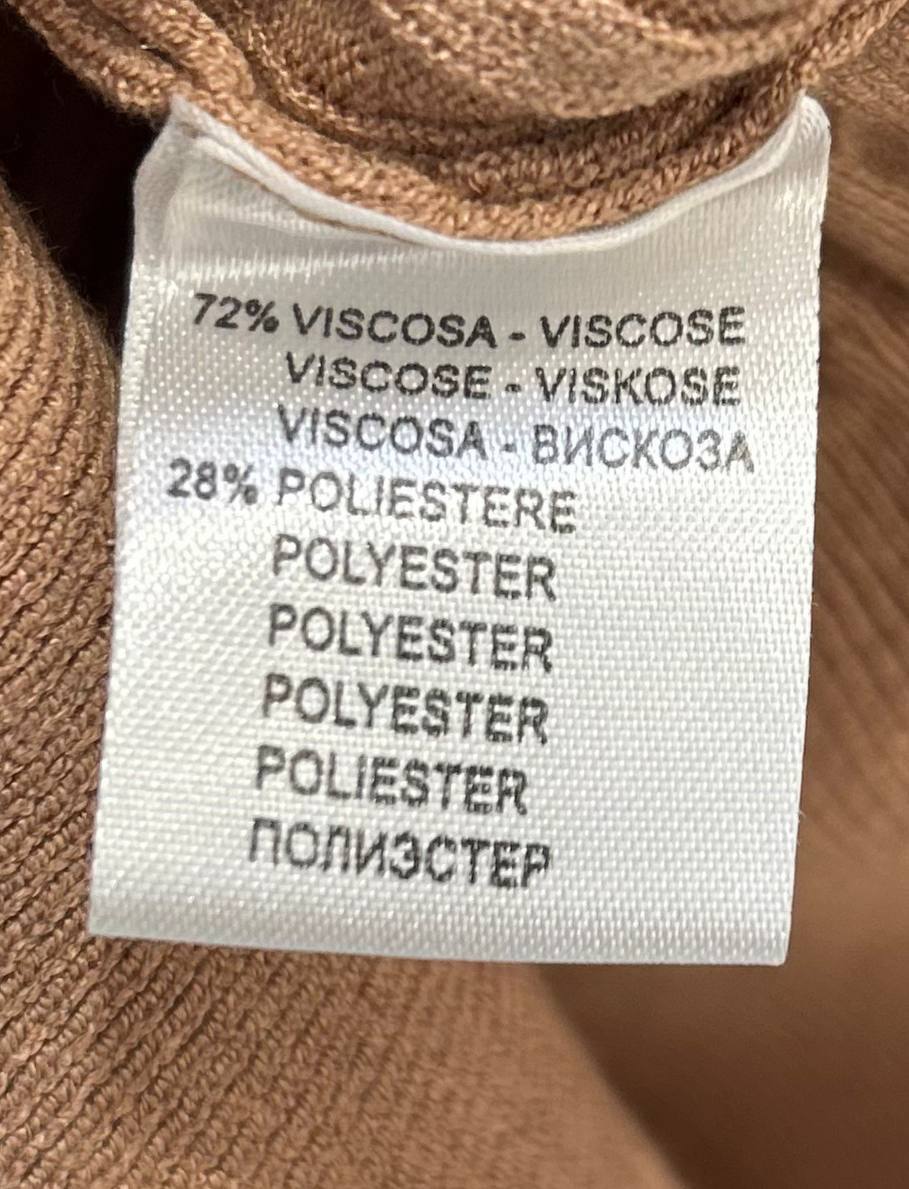 72% VISCOSA - VISCOSE
VISCOSE - VISKOSE
VISCOSA - ВИСКОЗА
28% POLIESTERE
POLYESTER
POLYESTER
POLYESTER
POLIESTER
ПОЛИЭСТЕР